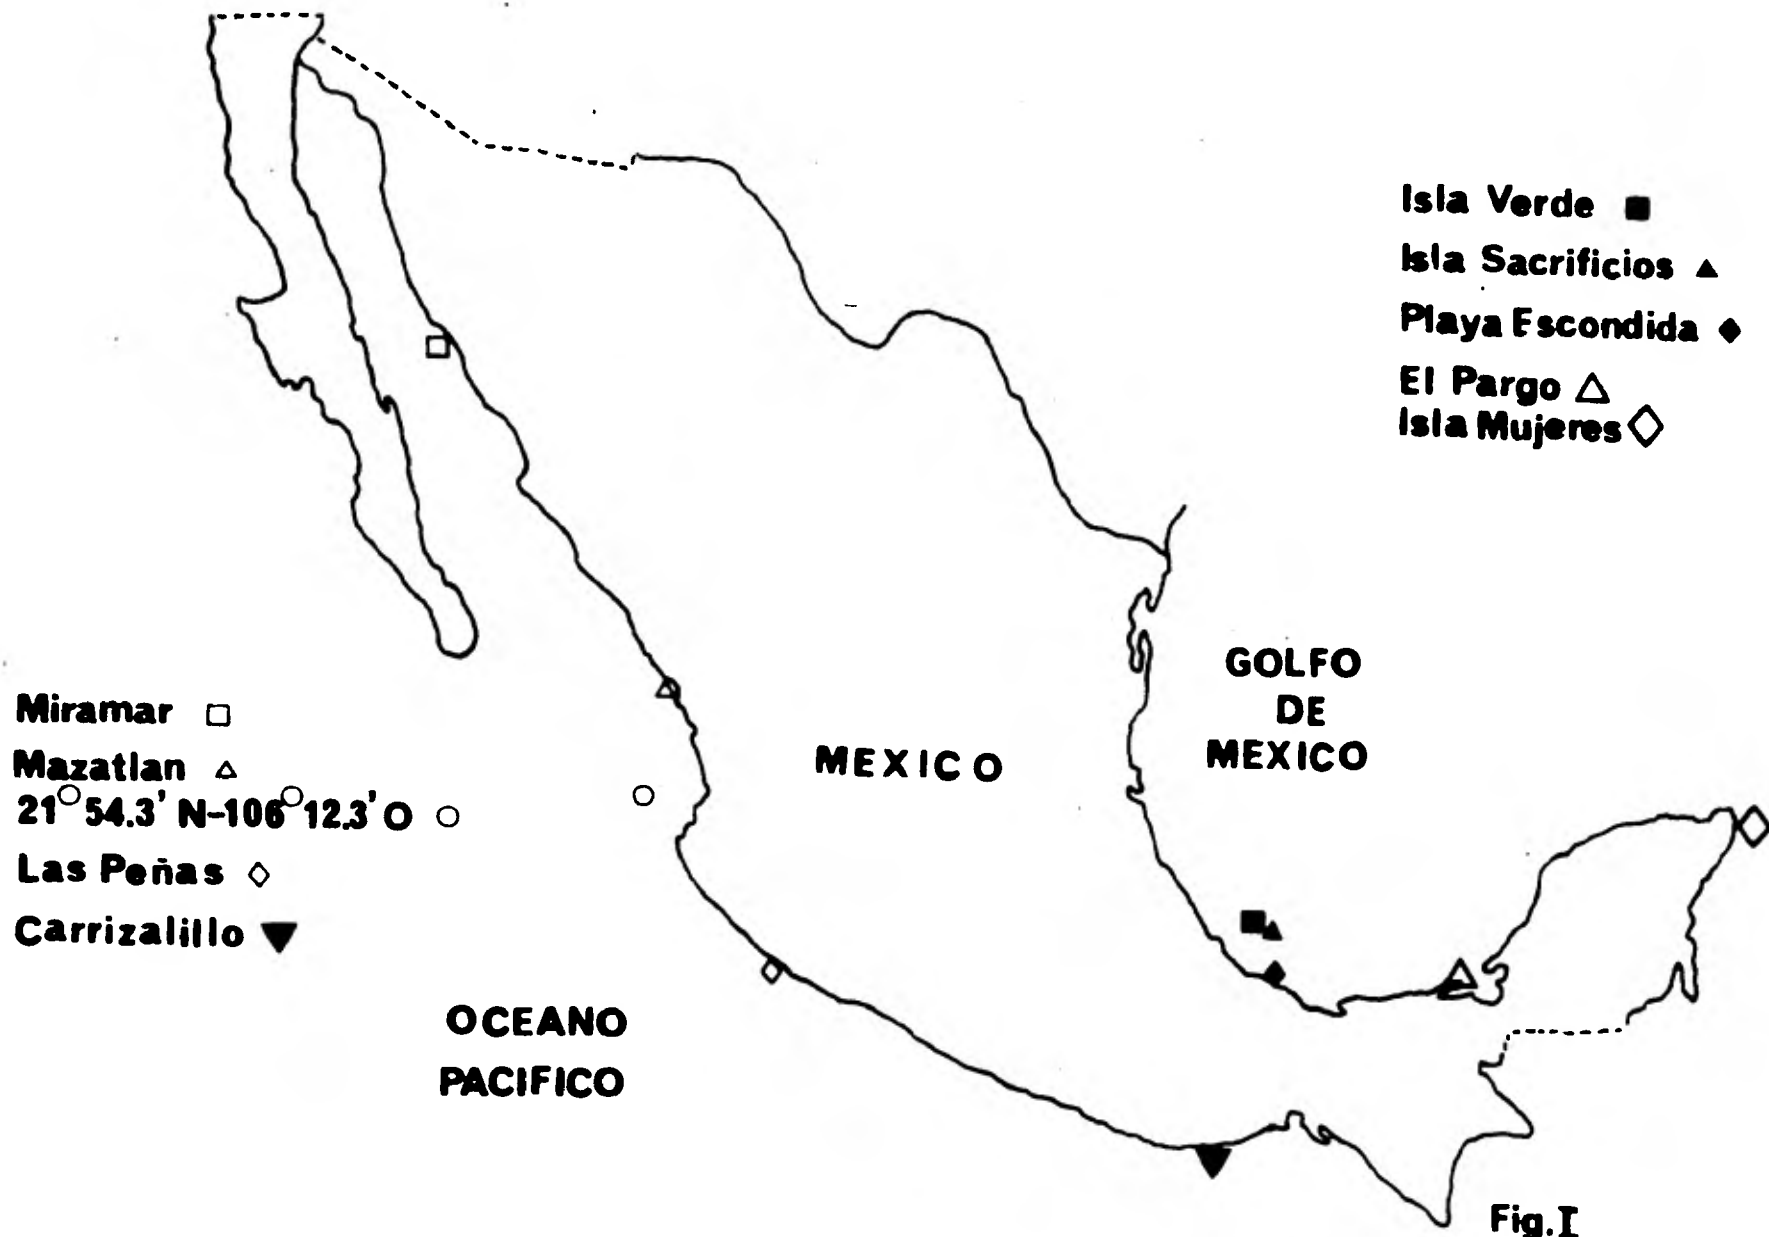 Isla Verde
Isla Sacrificios
Playa Escondida
El Pargo
Isla Mujeres
GOLFO
DE
MEXICO
MEXICO
Miramar
Mazatlan
21° 54.3' N-106° 12.3' O
Las Peñas
Carrizalillo
OCEANO
PACIFICO
Fig. I